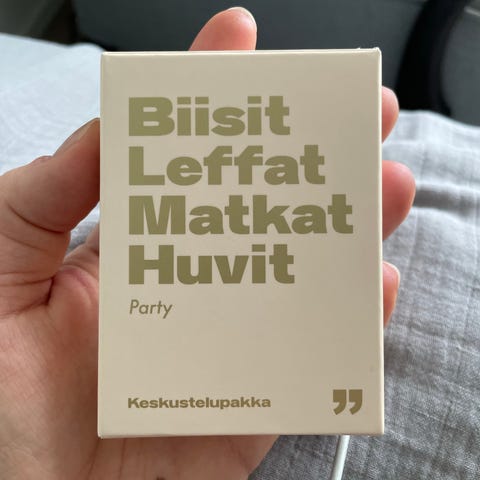 Biisit
Leffat
Matkat
Huvit
Party
Keskustelupakka
”